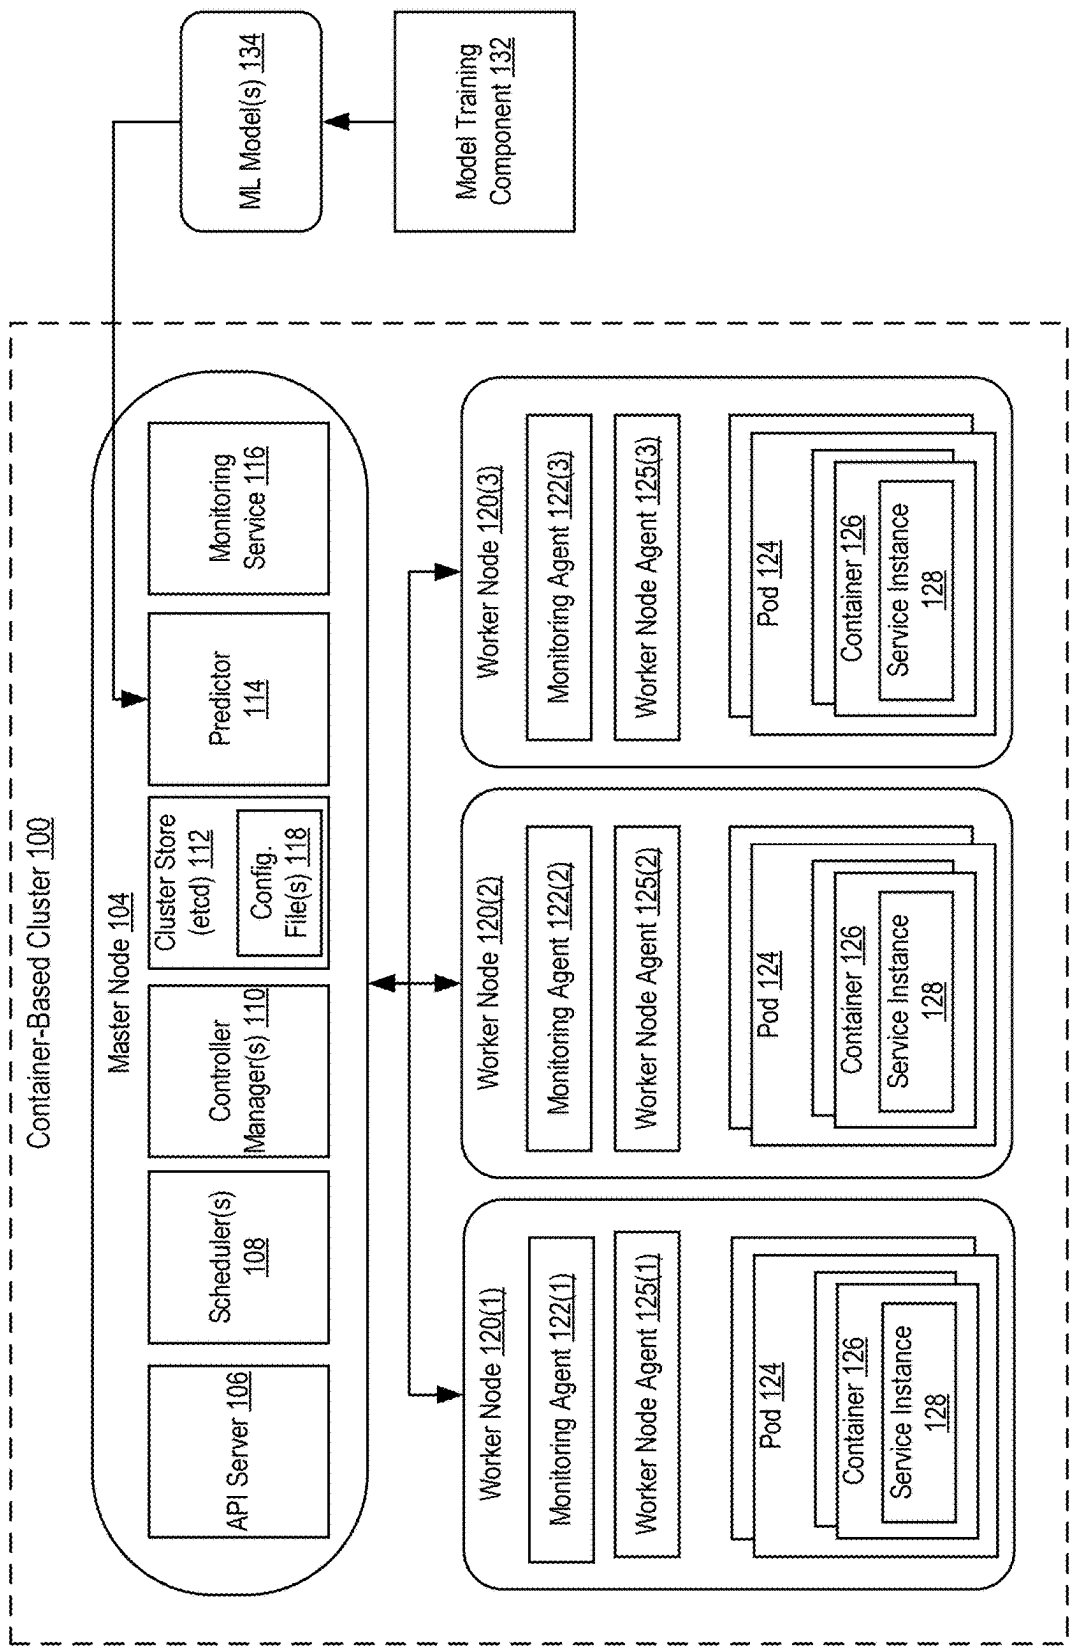 Container-Based Cluster 100
Master Node 104
API Server 106
Scheduler(s)
108
Controller
Manager(s) 110
Cluster Store
(etcd) 112
Config.
File(s) 118
Predictor
114
Monitoring
Service 116
ML Model(s) 134
Model Training
Component 132
Worker Node 120(1)
Monitoring Agent 122(1)
Worker Node Agent 125(1)
Pod 124
Container 126
Service Instance
128
Worker Node 120(2)
Monitoring Agent 122(2)
Worker Node Agent 125(2)
Pod 124
Container 126
Service Instance
128
Worker Node 120(3)
Monitoring Agent 122(3)
Worker Node Agent 125(3)
Pod 124
Container 126
Service Instance
128